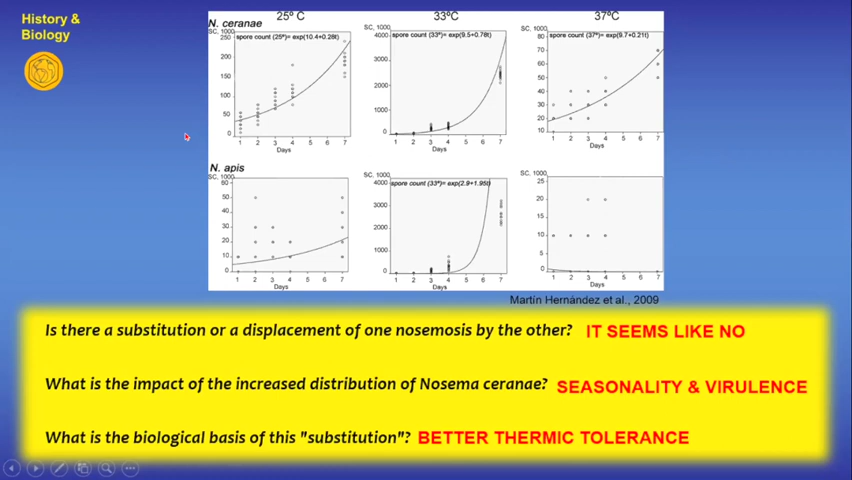 History &
Biology
25° C
33°C
37°C
N. ceranae
SC, 1000
SC, 1000
SC, 1000
spore count (25º)= exp(10.4+0.28t)
spore count (33º)= exp(9.5+0.78t)
spore count (37º)= exp(9.7+0.21t)
250
200
150
100
50
0
4000
3000
2000
1000
0
80
70
60
50
40
30
20
10
1 2 3 4 5 6 7
1 2 3 4 5 6 7
1 2 3 4 5 6 7
Days
Days
Days
N. apis
SC, 1000
SC, 1000
SC, 1000
spore count (33º)= exp(2.9+1.95t)
60
50
40
30
20
10
0
4000
3000
2000
1000
0
25
20
15
10
5
0
1 2 3 4 5 6 7
1 2 3 4 5 6 7
1 2 3 4 5 6 7
Days
Days
Days
Martín Hernández et al., 2009
Is there a substitution or a displacement of one nosemosis by the other? IT SEEMS LIKE NO
What is the impact of the increased distribution of Nosema ceranae? SEASONALITY & VIRULENCE
What is the biological basis of this "substitution"? BETTER THERMIC TOLERANCE